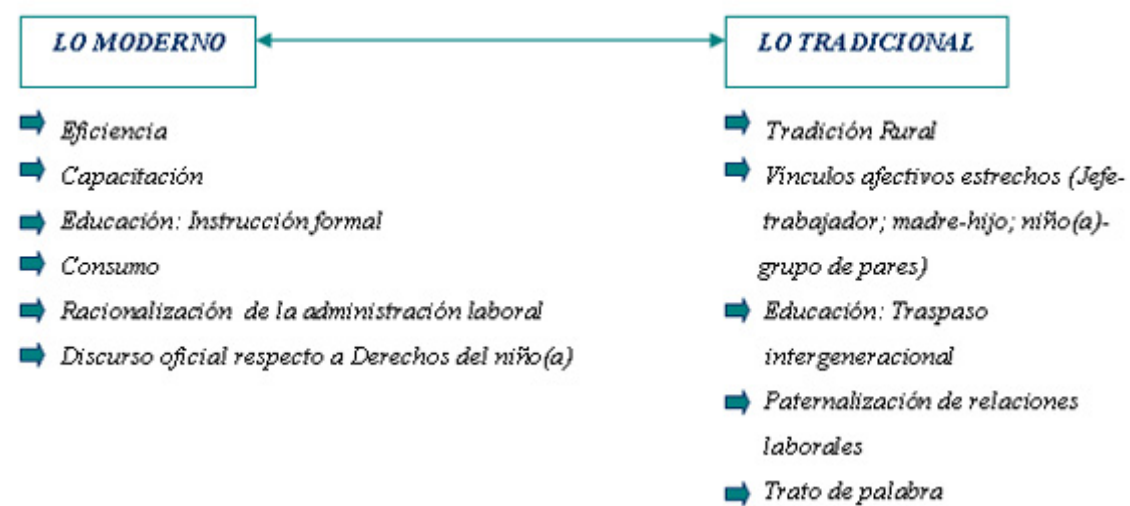 LO MODERNO
Eficiencia
Capacitación
Educación: Instrucción formal
Consumo
Racionalización de la administración laboral
Discurso oficial respecto a Derechos del niño(a)
LO TRADICIONAL
Tradición Rural
Vinculos afectivos estrechos (Jefe-
trabajador; madre-hijo; niño(a)-
grupo de pares)
Educación: Traspaso
intergeneracional
Paternalización de relaciones
laborales
Trato de palabra